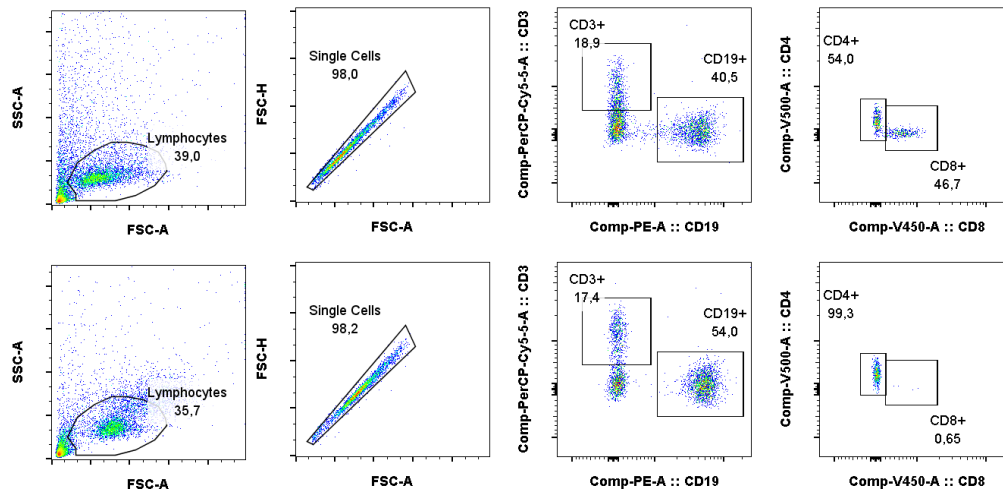 SSC-A
Lymphocytes
39,0
FSC-A
FSC-H
Single Cells
98,0
FSC-A
Comp-PerCP-Cy5-5-A :: CD3
CD3+
18,9
CD19+
40,5
Comp-PE-A :: CD19
Comp-V500-A :: CD4
CD4+
54,0
CD8+
46,7
Comp-V450-A :: CD8
SSC-A
Lymphocytes
35,7
FSC-A
FSC-H
Single Cells
98,2
FSC-A
Comp-PerCP-Cy5-5-A :: CD3
CD3+
17,4
CD19+
54,0
Comp-PE-A :: CD19
Comp-V500-A :: CD4
CD4+
99,3
CD8+
0,65
Comp-V450-A :: CD8